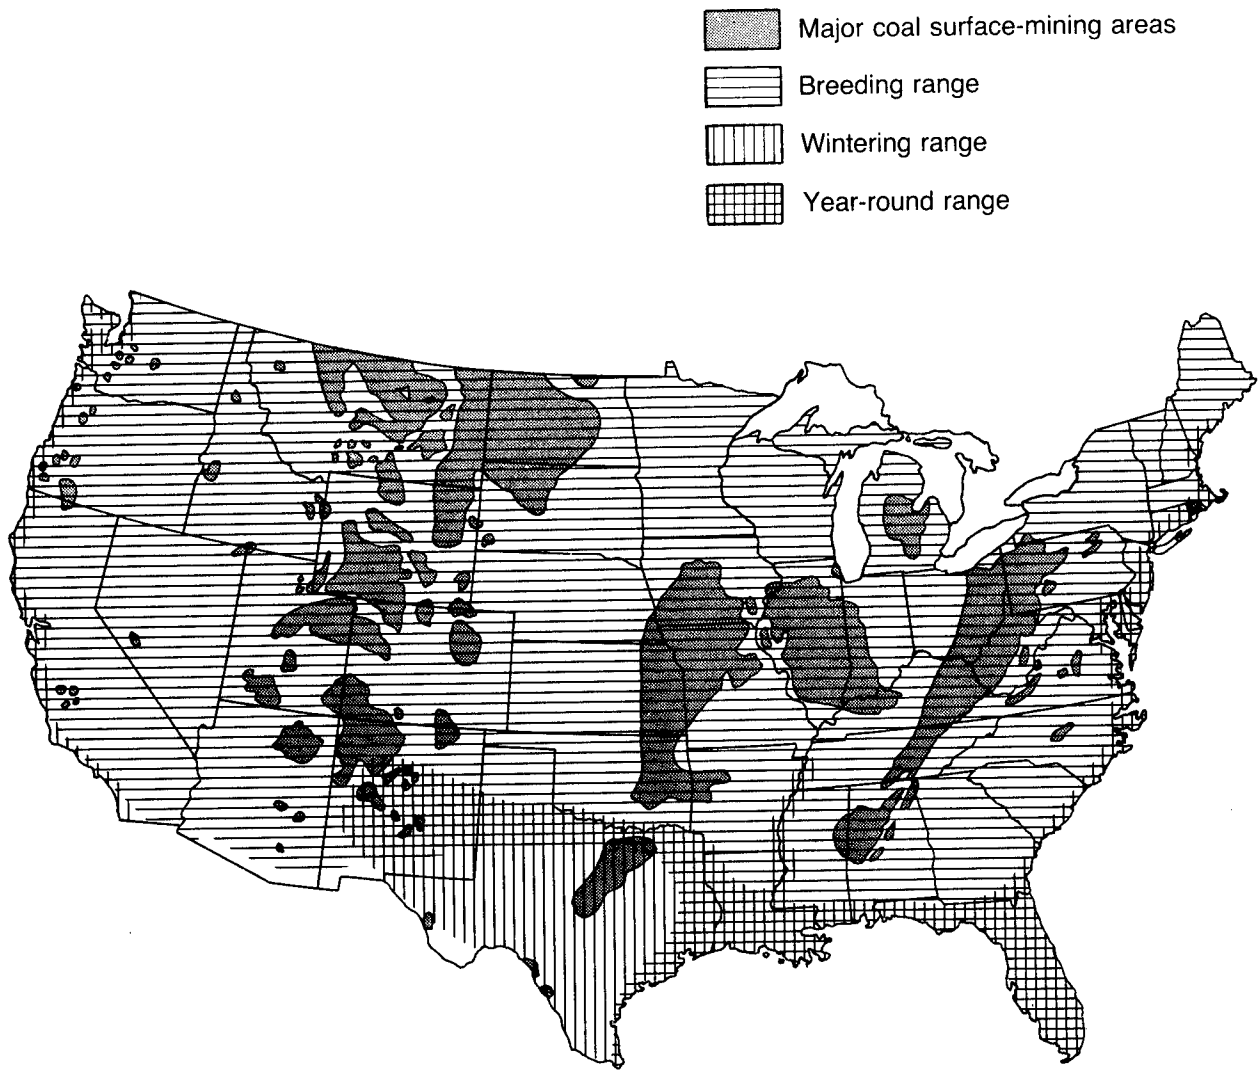 Major coal surface-mining areas
Breeding range
Wintering range
Year-round range